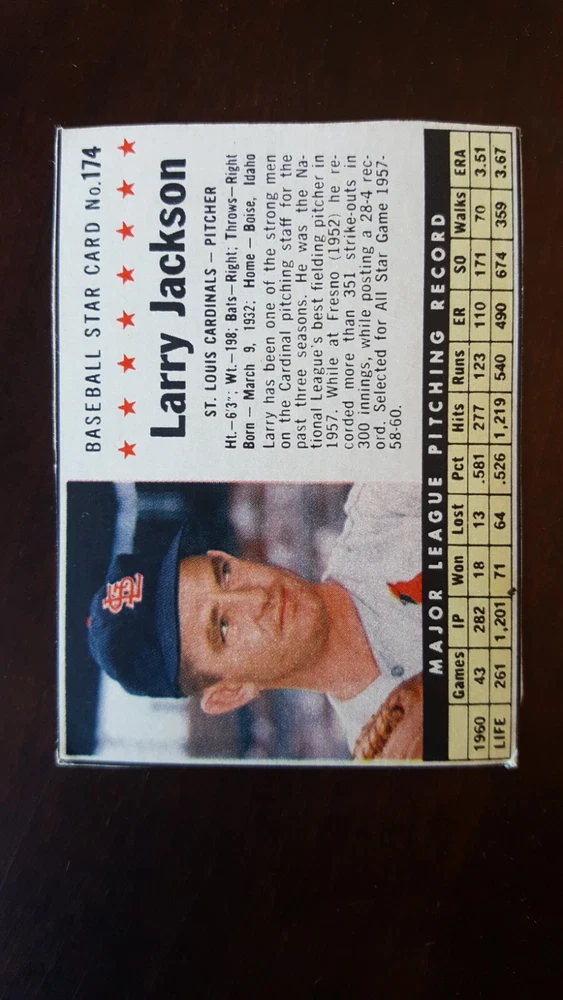 BASEBALL STAR CARD No.174
Larry Jackson
ST. LOUIS CARDINALS – PITCHER
Ht.–6'3"; Wt.–198; Bats–Right; Throws–Right
Born – March 9, 1932; Home – Boise, Idaho
Larry has been one of the strong men
on the Cardinal pitching staff for the
past three seasons. He was the Na-
tional League's best fielding pitcher in
1957. While at Fresno (1952) he re-
corded more than 351 strike-outs in
300 innings, while posting a 28-4 rec-
ord. Selected for All Star Game 1957-
58-60.
STL
MAJOR LEAGUE PITCHING RECORD
Games IP Won Lost Pct Hits Runs ER SO Walks ERA
1960 43 282 18 13 .581 277 123 110 171 70 3.51
LIFE 261 1,201 71 64 .526 1,219 540 490 674 359 3.67